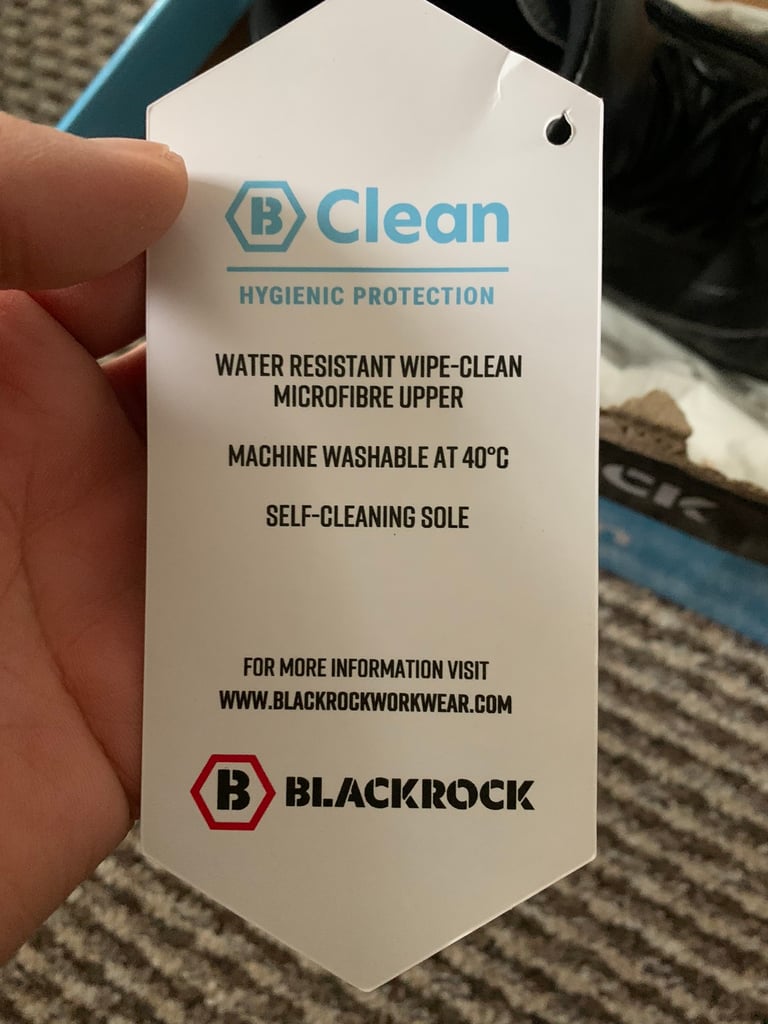 B Clean
HYGIENIC PROTECTION
WATER RESISTANT WIPE-CLEAN
MICROFIBRE UPPER
MACHINE WASHABLE AT 40°C
SELF-CLEANING SOLE
FOR MORE INFORMATION VISIT
WWW.BLACKROCKWORKWEAR.COM
B BLACKROCK
CK